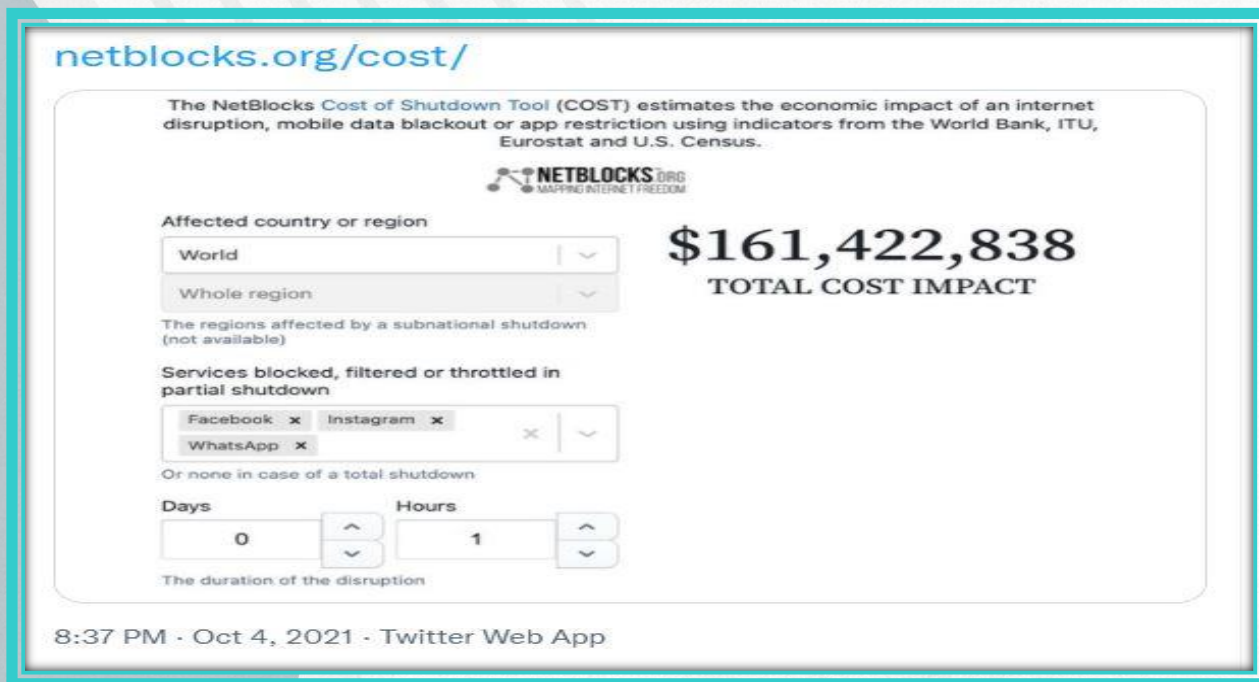 netblocks.org/cost/
The NetBlocks Cost of Shutdown Tool (COST) estimates the economic impact of an internet
disruption, mobile data blackout or app restriction using indicators from the World Bank, ITU,
Eurostat and U.S. Census.
NETBLOCKS.ORG
MAPPING INTERNET FREEDOM
Affected country or region
World
Whole region
The regions affected by a subnational shutdown
(not available)
$161,422,838
TOTAL COST IMPACT
Services blocked, filtered or throttled in
partial shutdown
Facebook × Instagram ×
WhatsApp ×
×
Or none in case of a total shutdown
Days Hours
0 1
The duration of the disruption
8:37 PM · Oct 4, 2021 · Twitter Web App